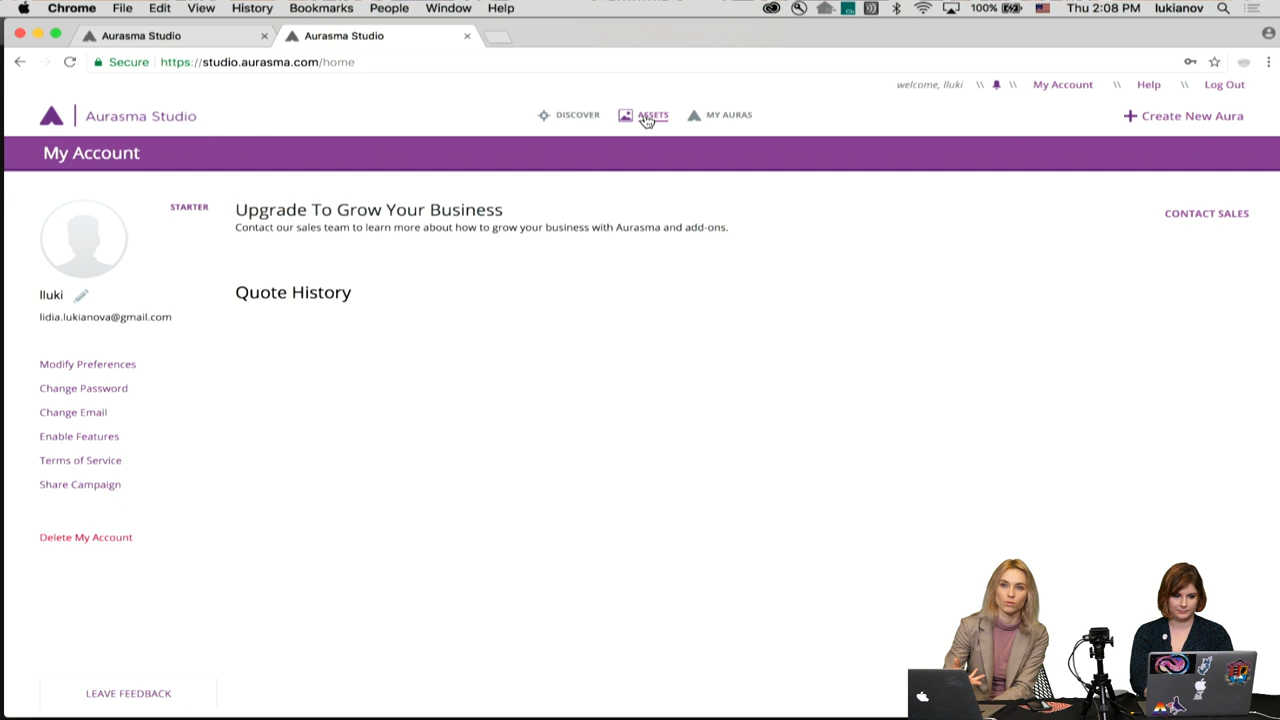 Chrome File Edit View History Bookmarks People Window Help 100% Thu 2:08 PM lukianov
Aurasma Studio Aurasma Studio
Secure https://studio.aurasma.com/home
welcome, lluki \\ \\ My Account \\ Help \\ Log Out
Aurasma Studio DISCOVER ASSETS MY AURAS + Create New Aura
My Account
STARTER
Upgrade To Grow Your Business
CONTACT SALES
Contact our sales team to learn more about how to grow your business with Aurasma and add-ons.
lluki
Quote History
lidia.lukianova@gmail.com
Modify Preferences
Change Password
Change Email
Enable Features
Terms of Service
Share Campaign
Delete My Account
LEAVE FEEDBACK